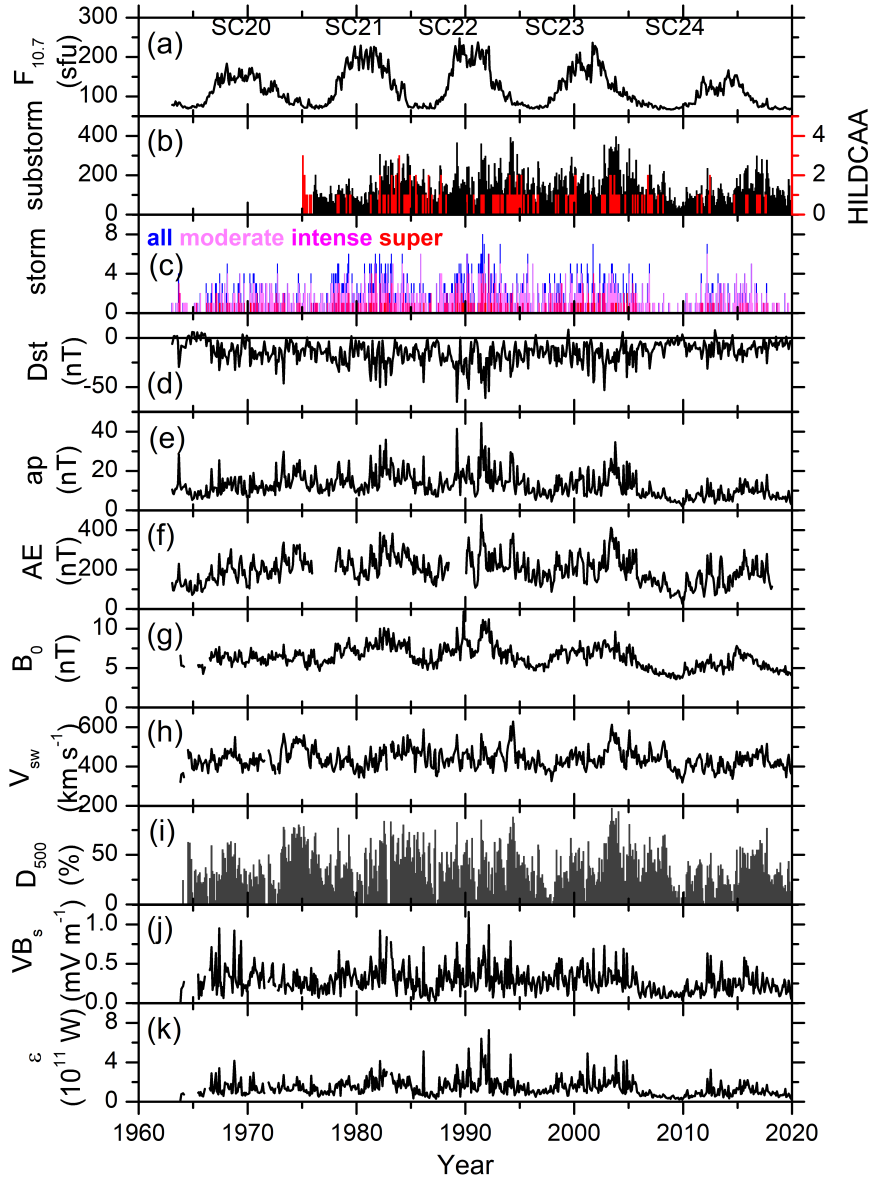 SC20 SC21 SC22 SC23 SC24
(a)
F10.7
(sfu)
300
200
100
(b)
substorm
400
200
0
HILDCAA
4
2
0
all moderate intense super
(c)
storm
8
4
0
(d)
Dst
(nT)
0
-50
(e)
ap
(nT)
40
20
0
(f)
AE
(nT)
400
200
0
(g)
B0
(nT)
10
5
0
(h)
Vsw
(km s-1)
600
400
200
(i)
D500
(%)
50
0
(j)
VBs
(mV m-1)
1.0
0.5
0.0
(k)
ε
(10^11 W)
8
4
0
1960 1970 1980 1990 2000 2010 2020
Year